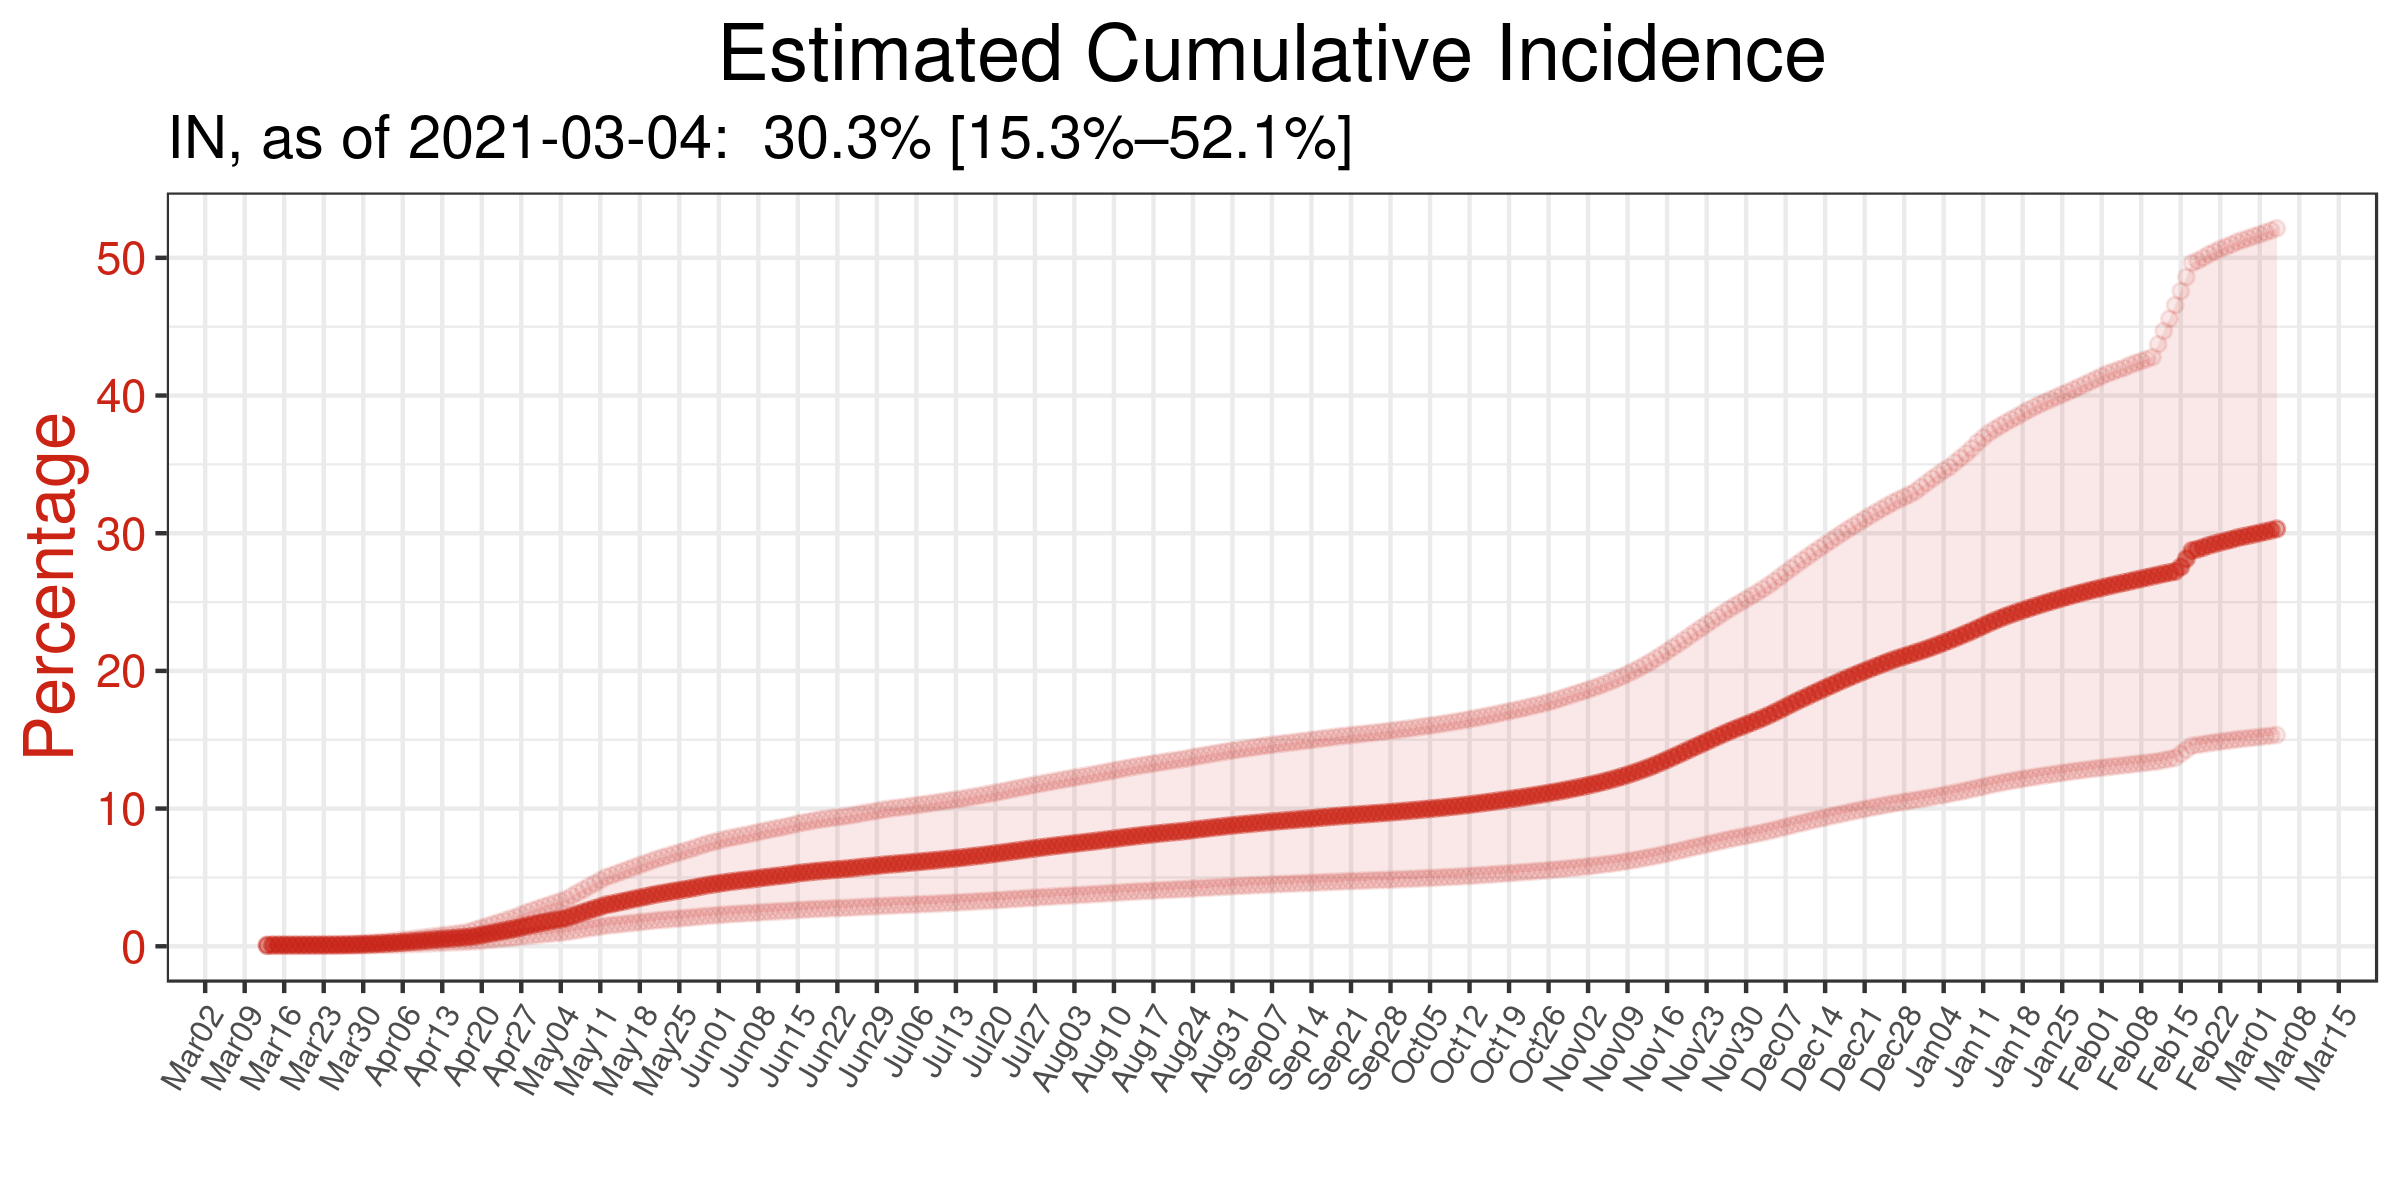 Estimated Cumulative Incidence
IN, as of 2021-03-04:  30.3% [15.3%–52.1%]
Percentage
50
40
30
20
10
0
Mar02
Mar09
Mar16
Mar23
Mar30
Apr06
Apr13
Apr20
Apr27
May04
May11
May18
May25
Jun01
Jun08
Jun15
Jun22
Jun29
Jul06
Jul13
Jul20
Jul27
Aug03
Aug10
Aug17
Aug24
Aug31
Sep07
Sep14
Sep21
Sep28
Oct05
Oct12
Oct19
Oct26
Nov02
Nov09
Nov16
Nov23
Nov30
Dec07
Dec14
Dec21
Dec28
Jan04
Jan11
Jan18
Jan25
Feb01
Feb08
Feb15
Feb22
Mar01
Mar08
Mar15